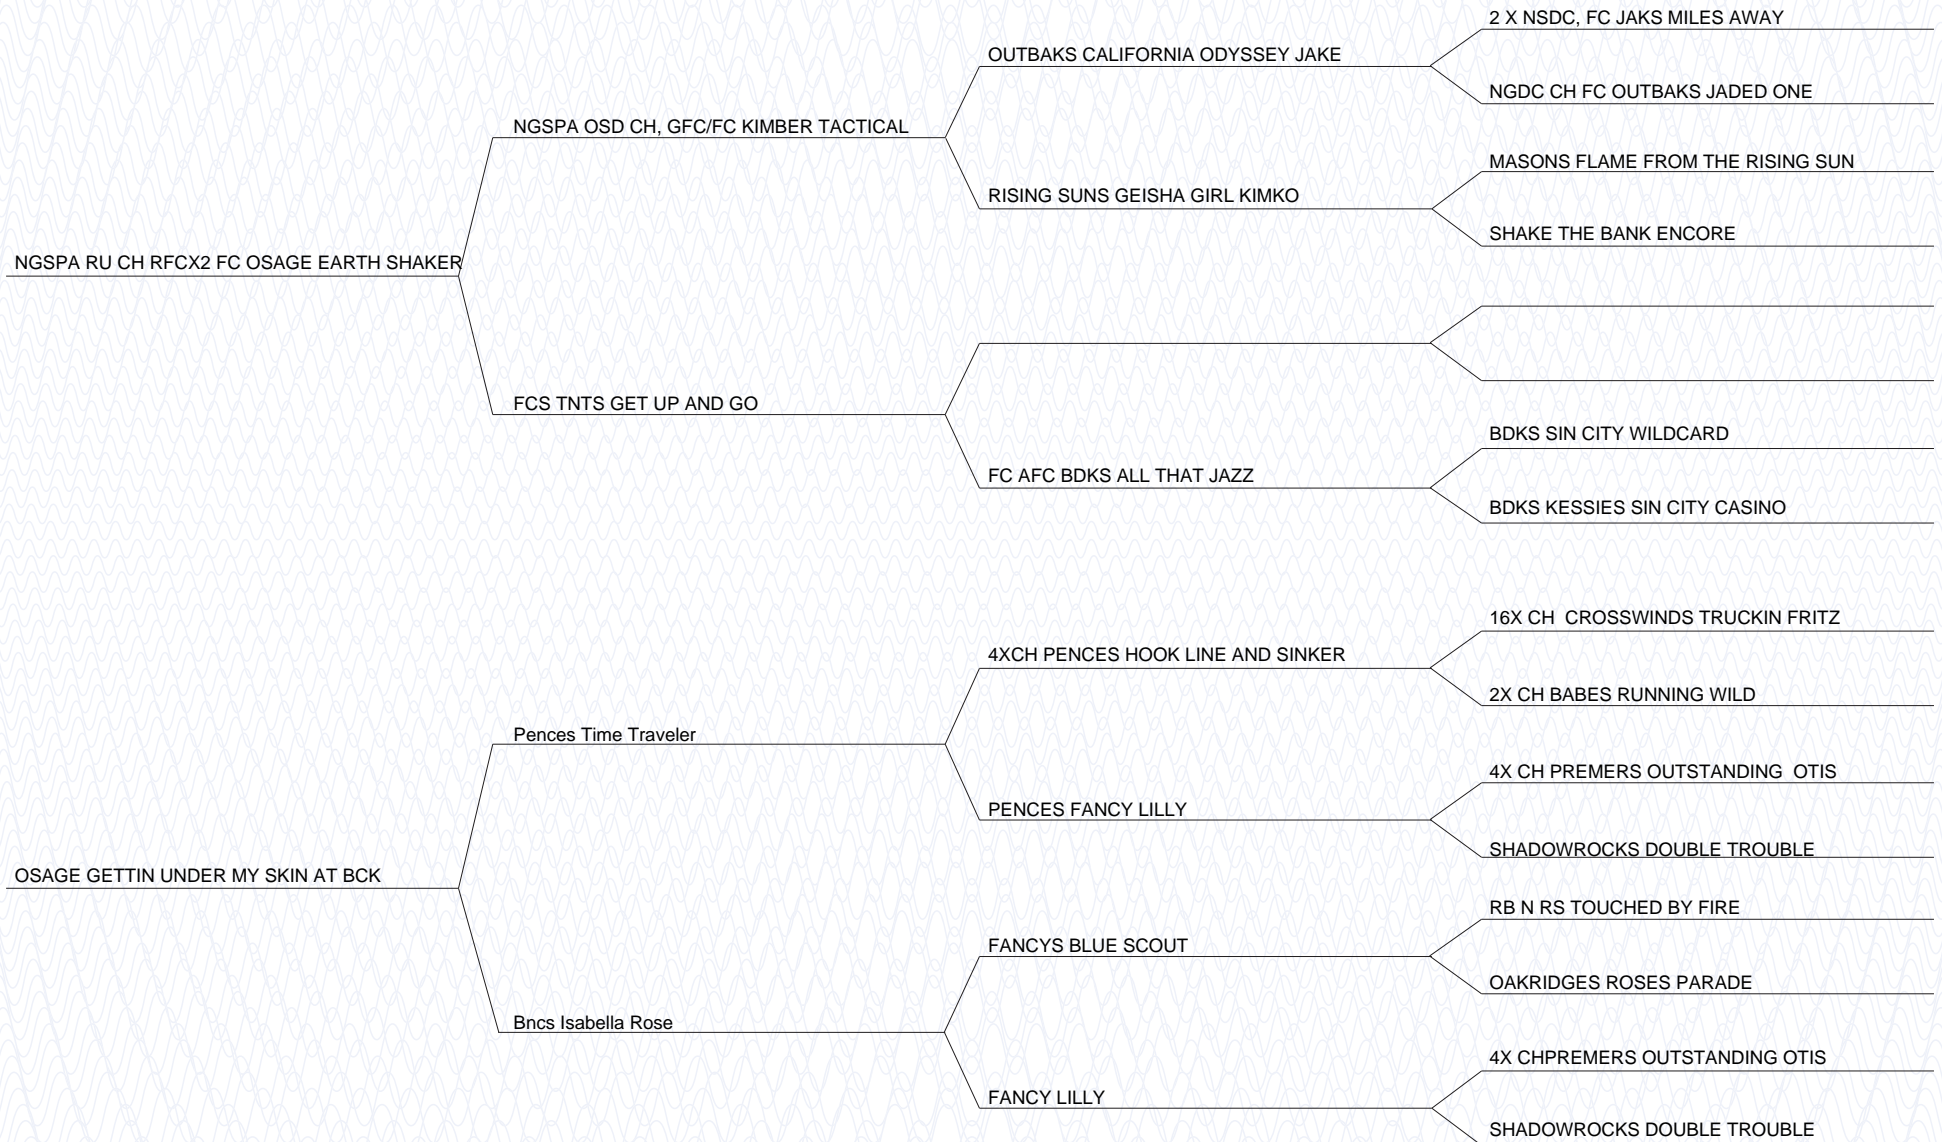 2 X NSDC, FC JAKS MILES AWAY
OUTBAKS CALIFORNIA ODYSSEY JAKE
NGDC CH FC OUTBAKS JADED ONE
NGSPA OSD CH, GFC/FC KIMBER TACTICAL
MASONS FLAME FROM THE RISING SUN
RISING SUNS GEISHA GIRL KIMKO
SHAKE THE BANK ENCORE
NGSPA RU CH RFCX2 FC OSAGE EARTH SHAKER
FCS TNTS GET UP AND GO
BDKS SIN CITY WILDCARD
FC AFC BDKS ALL THAT JAZZ
BDKS KESSIES SIN CITY CASINO
16X CH  CROSSWINDS TRUCKIN FRITZ
4XCH PENCES HOOK LINE AND SINKER
2X CH BABES RUNNING WILD
Pences Time Traveler
4X CH PREMERS OUTSTANDING  OTIS
PENCES FANCY LILLY
SHADOWROCKS DOUBLE TROUBLE
OSAGE GETTIN UNDER MY SKIN AT BCK
RB N RS TOUCHED BY FIRE
FANCYS BLUE SCOUT
OAKRIDGES ROSES PARADE
Bncs Isabella Rose
4X CHPREMERS OUTSTANDING OTIS
FANCY LILLY
SHADOWROCKS DOUBLE TROUBLE